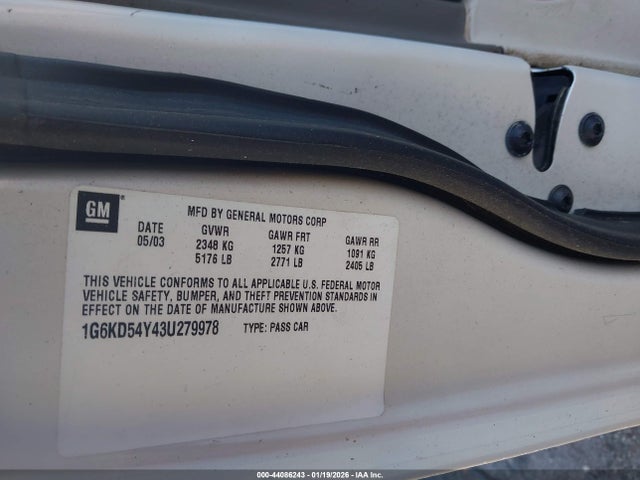 GM
MFD BY GENERAL MOTORS CORP
DATE GVWR GAWR FRT GAWR RR
05/03 2348 KG 1257 KG 1091 KG
5176 LB 2771 LB 2405 LB
THIS VEHICLE CONFORMS TO ALL APPLICABLE U.S. FEDERAL MOTOR
VEHICLE SAFETY, BUMPER, AND THEFT PREVENTION STANDARDS IN
EFFECT ON THE DATE OF MANUFACTURE SHOWN ABOVE.
1G6KD54Y43U279978 TYPE: PASS CAR
000-44086243 - 01/19/2026 - IAA Inc.